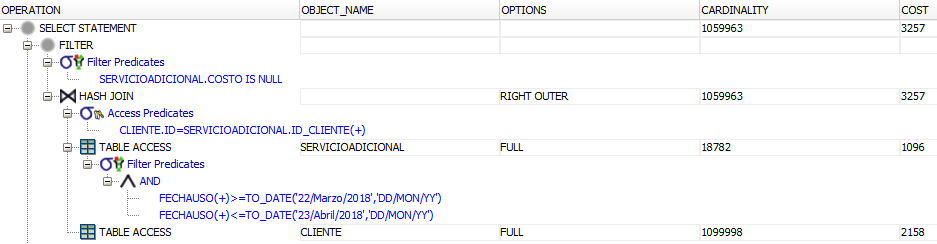 OPERATION OBJECT_NAME OPTIONS CARDINALITY COST
SELECT STATEMENT 1059963 3257
FILTER
Filter Predicates
SERVICIOADICIONAL.COSTO IS NULL
HASH JOIN RIGHT OUTER 1059963 3257
Access Predicates
CLIENTE.ID=SERVICIOADICIONAL.ID_CLIENTE(+)
TABLE ACCESS SERVICIOADICIONAL FULL 18782 1096
Filter Predicates
AND
FECHAUSO(+)>=TO_DATE('22/Marzo/2018','DD/MON/YY')
FECHAUSO(+)<=TO_DATE('23/Abril/2018','DD/MON/YY')
TABLE ACCESS CLIENTE FULL 1099998 2158